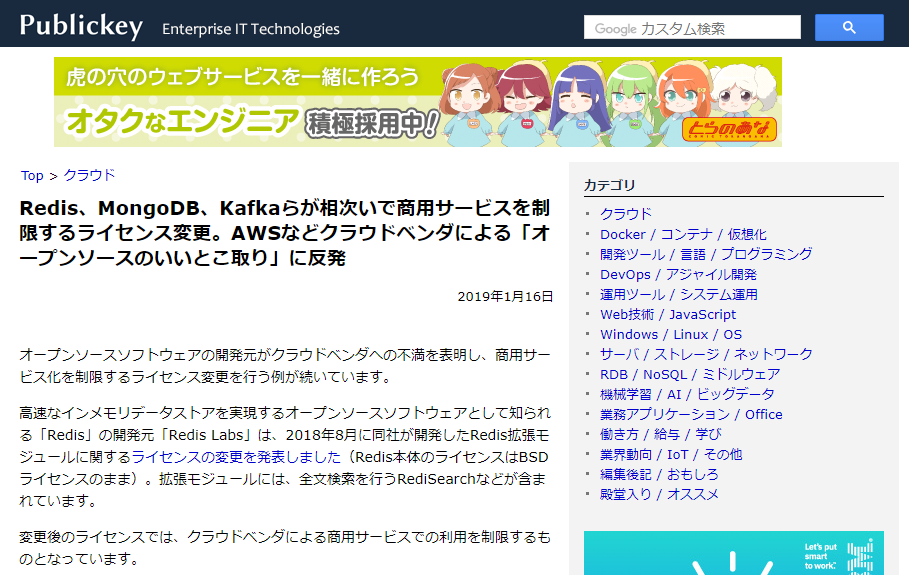 Publickey
Enterprise IT Technologies
Google カスタム検索
虎の穴のウェブサービスを一緒に作ろう
オタクなエンジニア 積極採用中!
とらのあな
Top > クラウド
Redis、MongoDB、Kafkaらが相次いで商用サービスを制
限するライセンス変更。AWSなどクラウドベンダによる「オ
ープンソースのいいとこ取り」に反発
2019年1月16日
オープンソースソフトウェアの開発元がクラウドベンダへの不満を表明し、商用サー
ビス化を制限するライセンス変更を行う例が続いています。
高速なインメモリデータストアを実現するオープンソースソフトウェアとして知られ
る「Redis」の開発元「Redis Labs」は、2018年8月に同社が開発したRedis拡張モ
ジュールに関するライセンスの変更を発表しました（Redis本体のライセンスはBSD
ライセンスのまま）。拡張モジュールには、全文検索を行うRediSearchなどが含ま
れています。
変更後のライセンスでは、クラウドベンダによる商用サービスでの利用を制限するも
のとなっています。
カテゴリ
クラウド
Docker / コンテナ / 仮想化
開発ツール / 言語 / プログラミング
DevOps / アジャイル開発
運用ツール / システム運用
Web技術 / JavaScript
Windows / Linux / OS
サーバ / ストレージ / ネットワーク
RDB / NoSQL / ミドルウェア
機械学習 / AI / ビッグデータ
業務アプリケーション / Office
働き方 / 給与 / 学び
業界動向 / IoT / その他
編集後記 / おもしろ
殿堂入り / オススメ
Let's put
smart
to work.